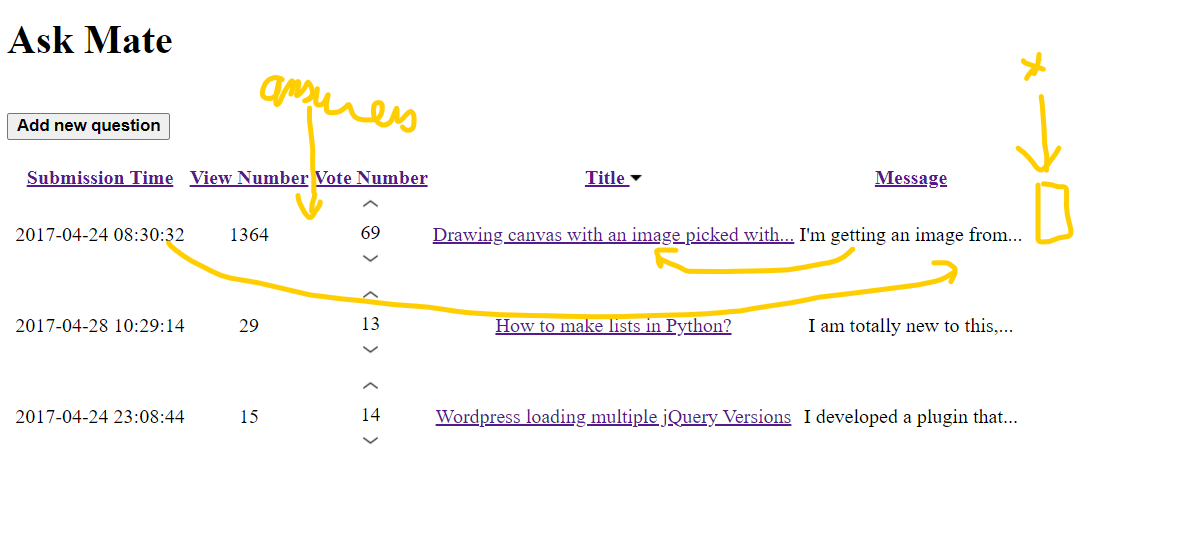 Ask Mate
answers
Add new question
Submission Time View Number Vote Number Title Message
2017-04-24 08:30:32 1364 69 Drawing canvas with an image picked with... I'm getting an image from...
2017-04-28 10:29:14 29 13 How to make lists in Python? I am totally new to this,...
2017-04-24 23:08:44 15 14 Wordpress loading multiple jQuery Versions I developed a plugin that...